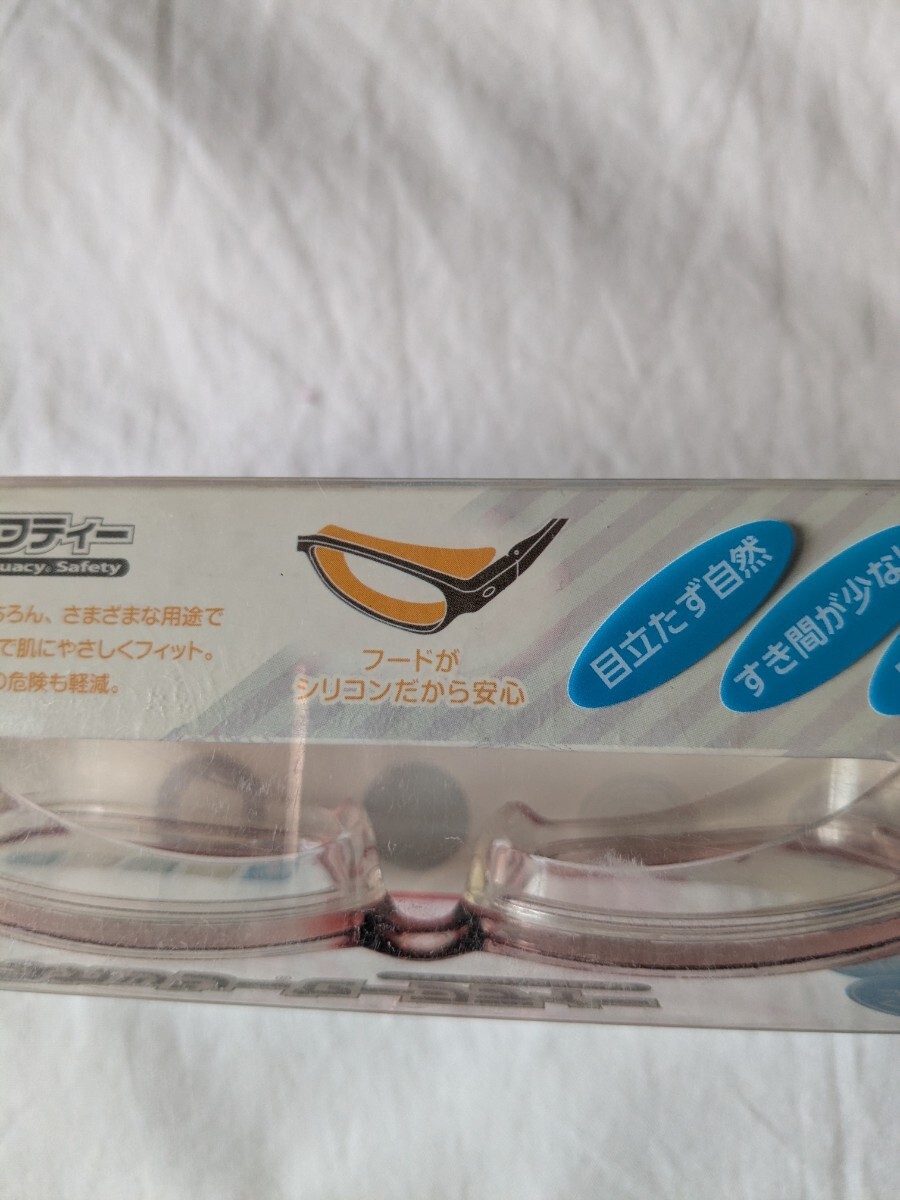 フティー
uacy. Safety
ちろん、さまざまな用途で
で肌にやさしくフィット。
の危険も軽減。
フードが
シリコンだから安心
目立たず自然
すき間が少ない